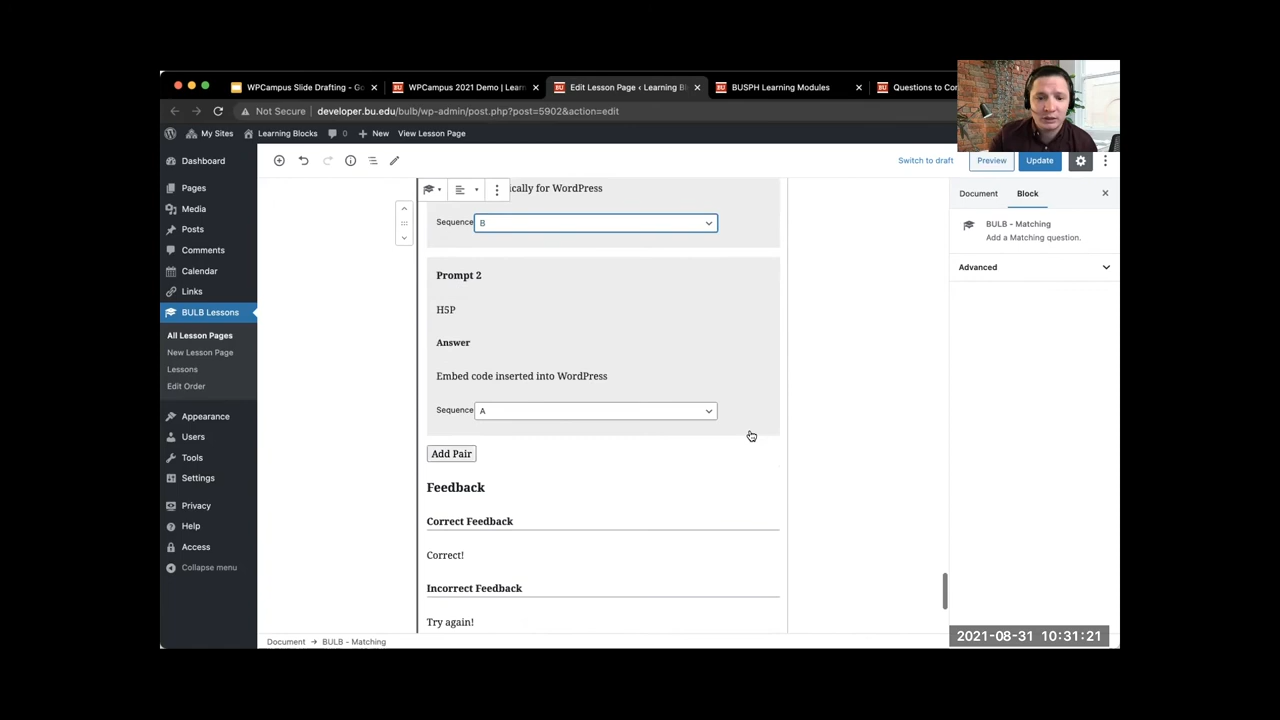 WPCampus Slide Drafting - Go
WPCampus 2021 Demo | Learn
Edit Lesson Page ‹ Learning Bl
BUSPH Learning Modules
Questions to Con
Not Secure developer.bu.edu/bulb/wp-admin/post.php?post=5902&action=edit
My Sites Learning Blocks 0 New View Lesson Page
Dashboard
Pages
Media
Posts
Comments
Calendar
Links
BULB Lessons
All Lesson Pages
New Lesson Page
Lessons
Edit Order
Appearance
Users
Tools
Settings
Privacy
Help
Access
Collapse menu
Switch to draft Preview Update
ically for WordPress
Sequence B
Prompt 2
H5P
Answer
Embed code inserted into WordPress
Sequence A
Add Pair
Feedback
Correct Feedback
Correct!
Incorrect Feedback
Try again!
Document Block
BULB - Matching
Add a Matching question.
Advanced
Document → BULB - Matching
2021-08-31 10:31:21